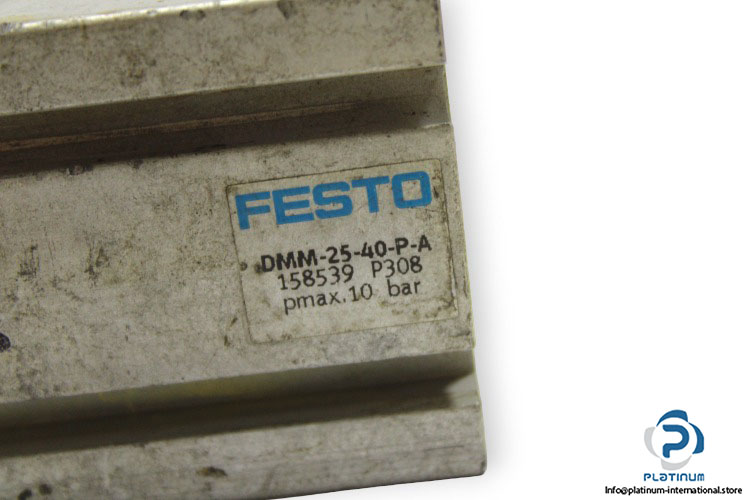 FESTO
DMM-25-40-P-A
158539 P308
pmax.10 bar
PLATINUM
Info@platinum-international.store